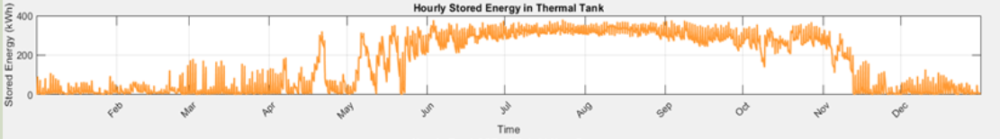 Hourly Stored Energy in Thermal Tank
Stored Energy (kWh)
400
200
0
Feb
Mar
Apr
May
Jun
Jul
Aug
Sep
Oct
Nov
Dec
Time